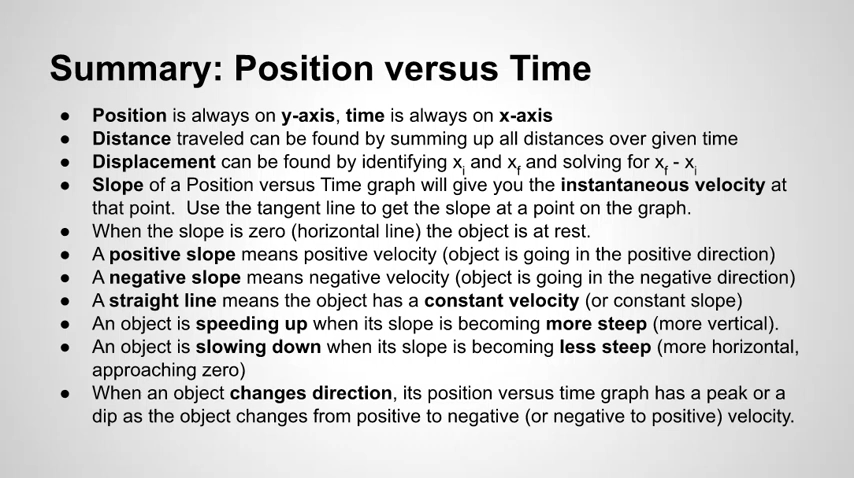 Summary: Position versus Time
● Position is always on y-axis, time is always on x-axis
● Distance traveled can be found by summing up all distances over given time
● Displacement can be found by identifying xi and xf and solving for xf - xi
● Slope of a Position versus Time graph will give you the instantaneous velocity at
that point.  Use the tangent line to get the slope at a point on the graph.
● When the slope is zero (horizontal line) the object is at rest.
● A positive slope means positive velocity (object is going in the positive direction)
● A negative slope means negative velocity (object is going in the negative direction)
● A straight line means the object has a constant velocity (or constant slope)
● An object is speeding up when its slope is becoming more steep (more vertical).
● An object is slowing down when its slope is becoming less steep (more horizontal,
approaching zero)
● When an object changes direction, its position versus time graph has a peak or a
dip as the object changes from positive to negative (or negative to positive) velocity.